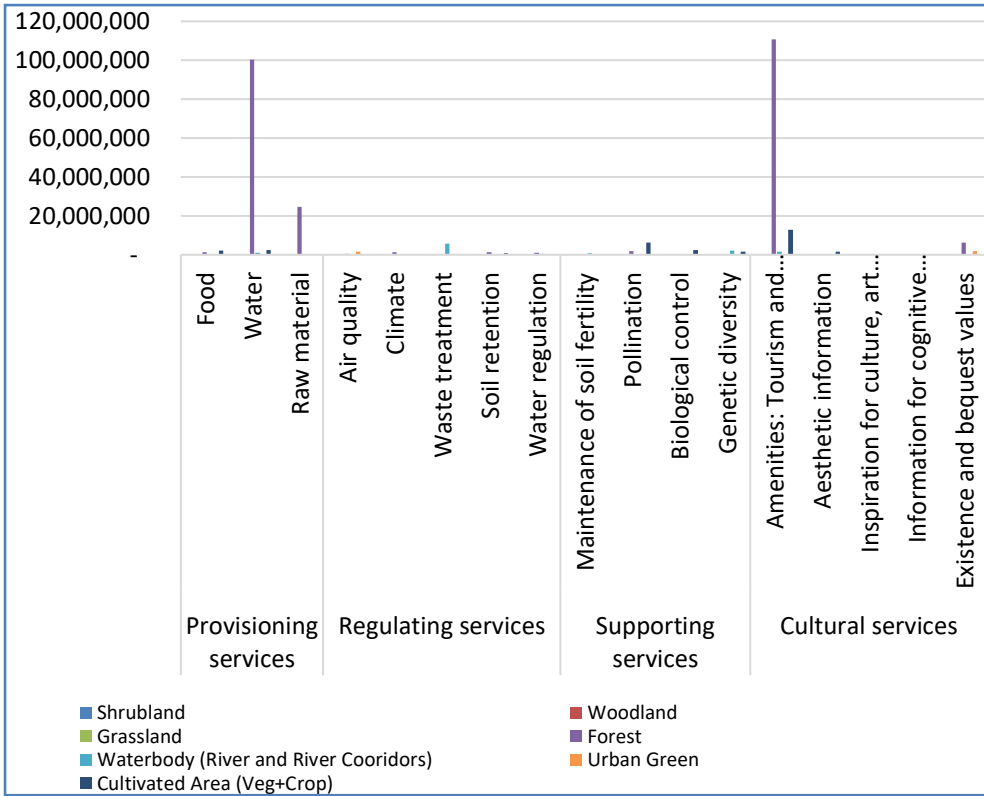 120,000,000
100,000,000
80,000,000
60,000,000
40,000,000
20,000,000
-
Food
Water
Raw material
Air quality
Climate
Waste treatment
Soil retention
Water regulation
Maintenance of soil fertility
Pollination
Biological control
Genetic diversity
Amenities: Tourism and...
Aesthetic information
Inspiration for culture, art...
Information for cognitive...
Existence and bequest values
Provisioning
services
Regulating services
Supporting
services
Cultural services
Shrubland
Woodland
Grassland
Forest
Waterbody (River and River Cooridors)
Urban Green
Cultivated Area (Veg+Crop)